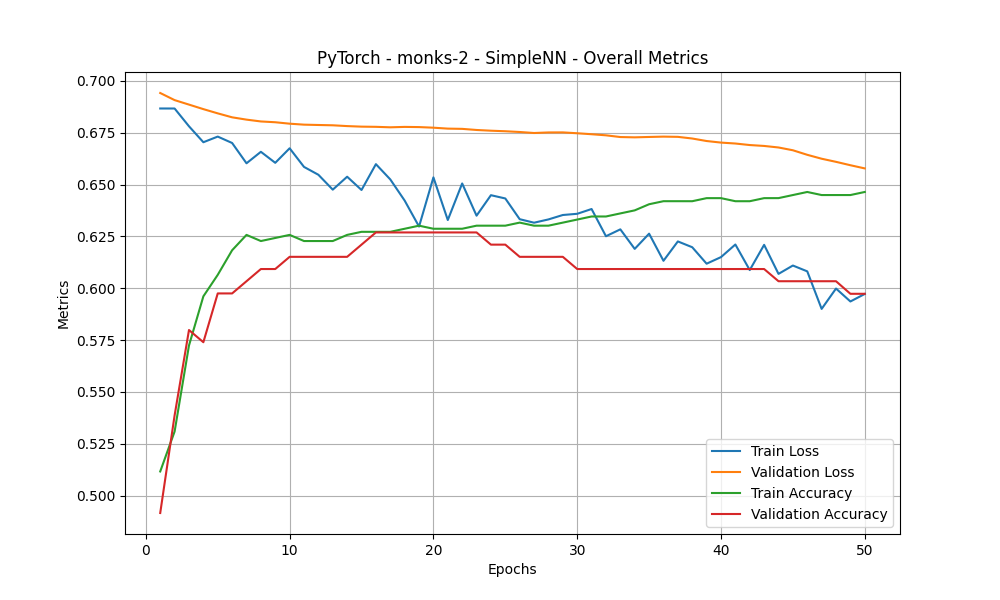 PyTorch - monks-2 - SimpleNN - Overall Metrics
0.700
0.675
0.650
0.625
0.600
0.575
0.550
0.525
0.500
Metrics
Train Loss
Validation Loss
Train Accuracy
Validation Accuracy
0 10 20 30 40 50
Epochs